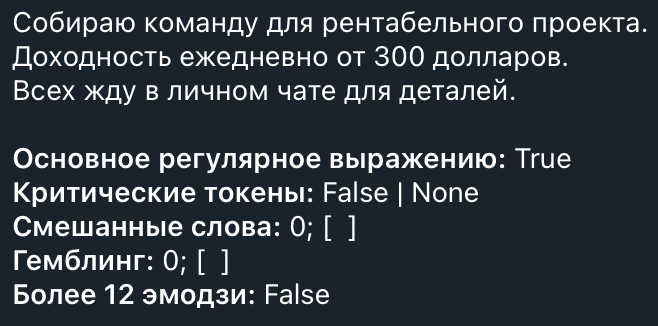 Собираю команду для рентабельного проекта.
Доходность ежедневно от 300 долларов.
Всех жду в личном чате для деталей.
Основное регулярное выражению: True
Критические токены: False | None
Смешанные слова: 0; [ ]
Гемблинг: 0; [ ]
Более 12 эмодзи: False